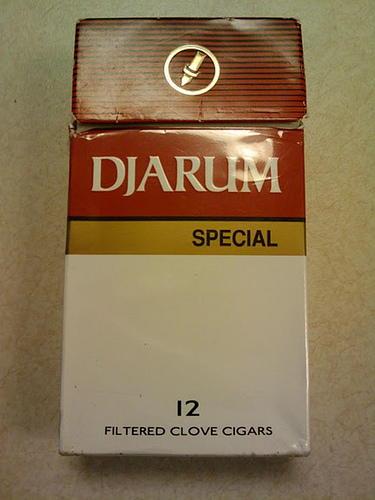 DJARUM
SPECIAL
12
FILTERED CLOVE CIGARS